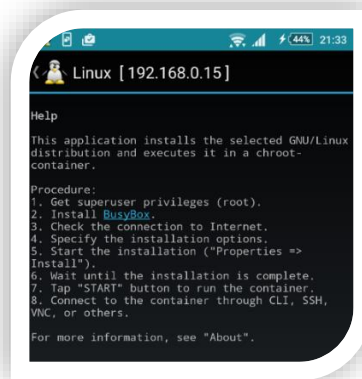 44% 21:33
Linux [192.168.0.15]
Help
This application installs the selected GNU/Linux
distribution and executes it in a chroot-
container.
Procedure:
1. Get superuser privileges (root).
2. Install BusyBox.
3. Check the connection to Internet.
4. Specify the installation options.
5. Start the installation ("Properties =>
Install").
6. Wait until the installation is complete.
7. Tap "START" button to run the container.
8. Connect to the container through CLI, SSH,
VNC, or others.
For more information, see "About".